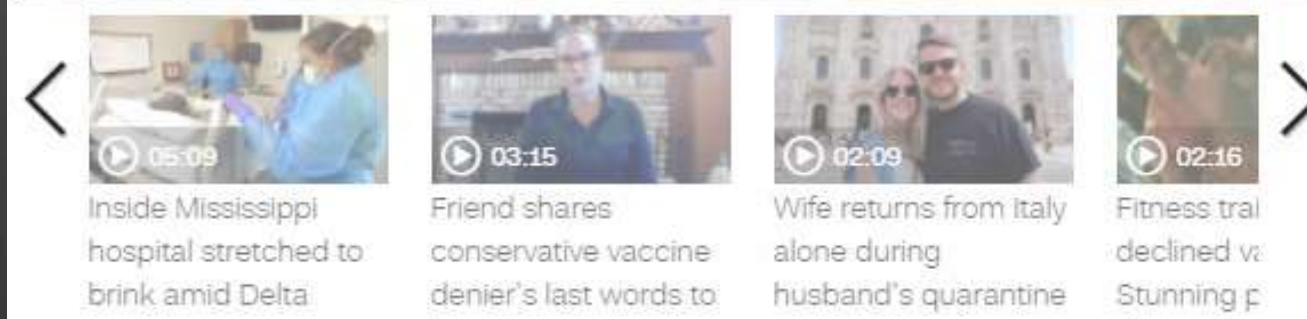 05:09
Inside Mississippi
hospital stretched to
brink amid Delta
03:15
Friend shares
conservative vaccine
denier's last words to
02:09
Wife returns from Italy
alone during
husband's quarantine
02:16
Fitness trai
declined va
Stunning p